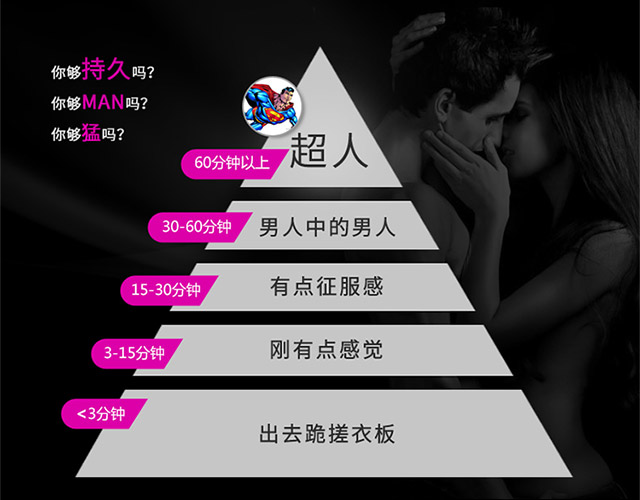 你够持久吗?
你够MAN吗?
你够猛吗?
60分钟以上
超人
30-60分钟
男人中的男人
15-30分钟
有点征服感
3-15分钟
刚有点感觉
<3分钟
出去跪搓衣板